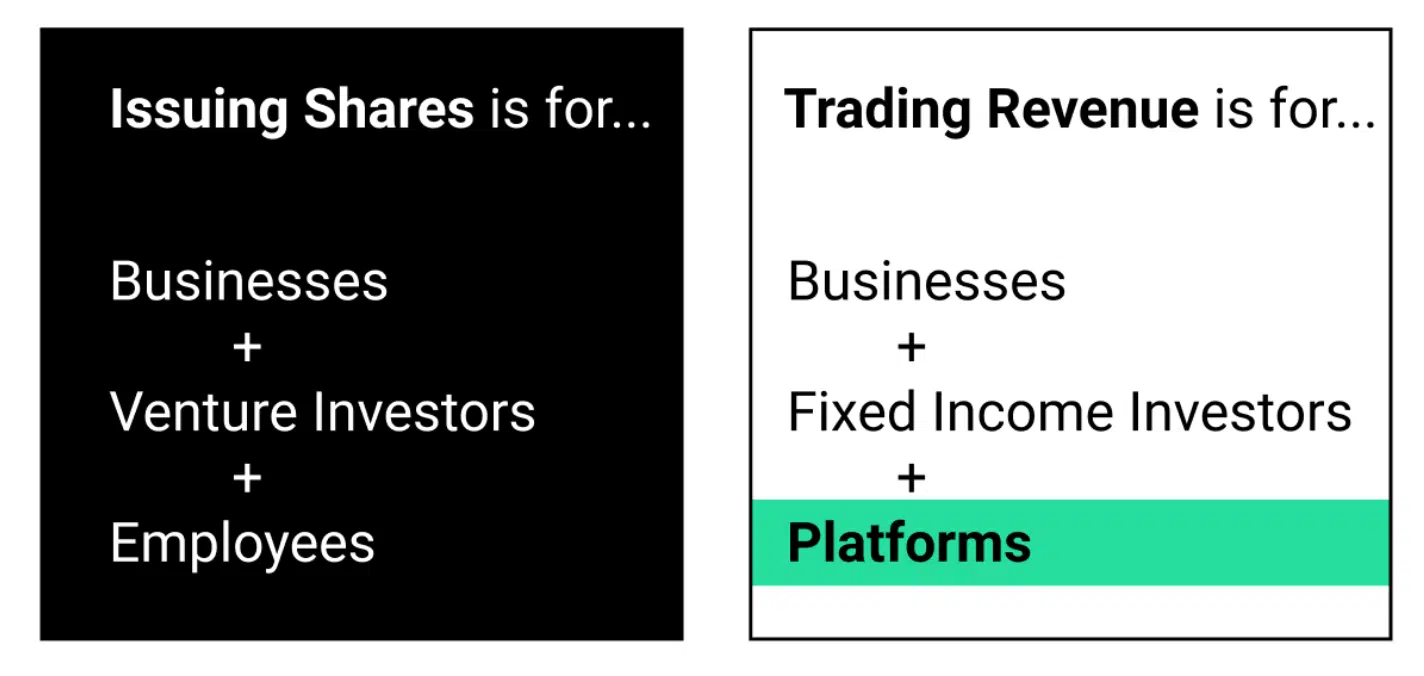 Issuing Shares is for...
Businesses
+
Venture Investors
+
Employees
Trading Revenue is for...
Businesses
+
Fixed Income Investors
+
Platforms